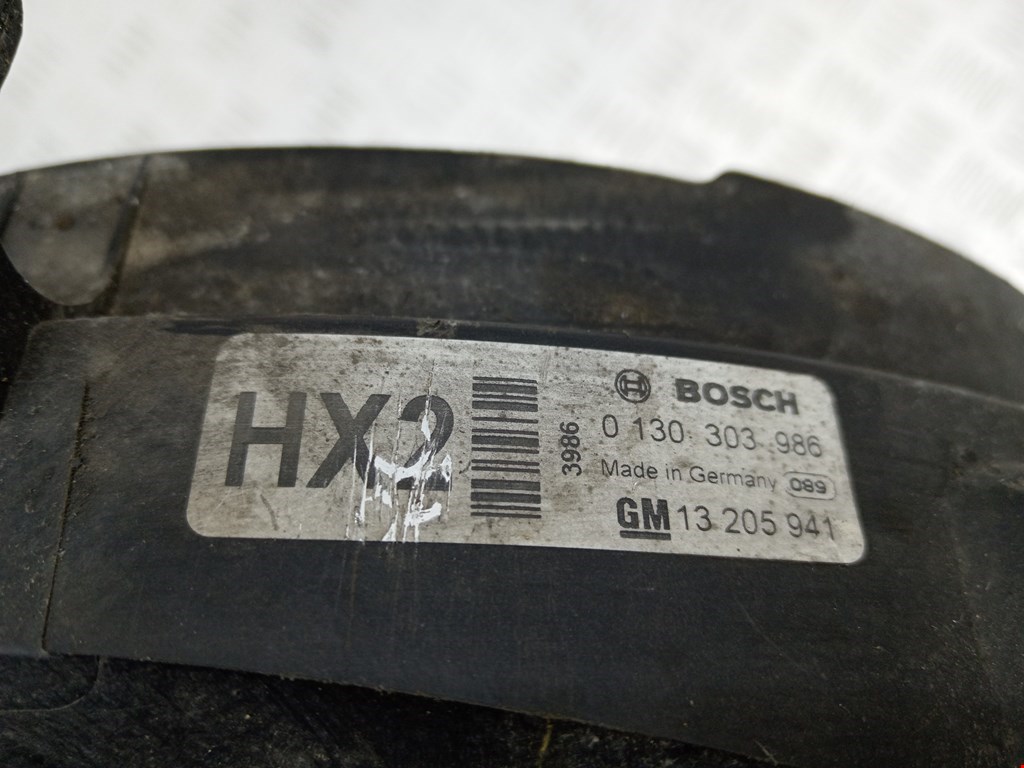 HX2
3986
BOSCH
0 130 303 986
Made in Germany 089
GM 13 205 941